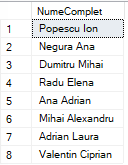 NumeComplet
1 Popescu Ion
2 Negura Ana
3 Dumitru Mihai
4 Radu Elena
5 Ana Adrian
6 Mihai Alexandru
7 Adrian Laura
8 Valentin Ciprian